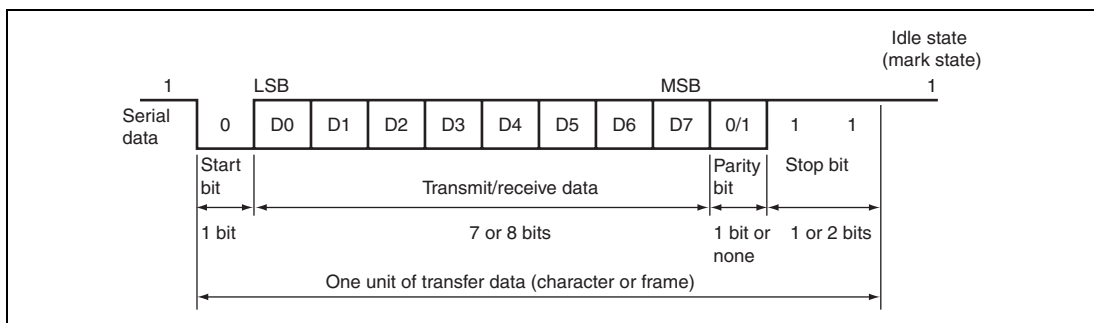 Idle state
(mark state)
1 LSB MSB 1
Serial
data
0 D0 D1 D2 D3 D4 D5 D6 D7 0/1 1 1
Start
bit
Transmit/receive data
Parity
bit
Stop bit
1 bit
7 or 8 bits
1 bit or
none
1 or 2 bits
One unit of transfer data (character or frame)